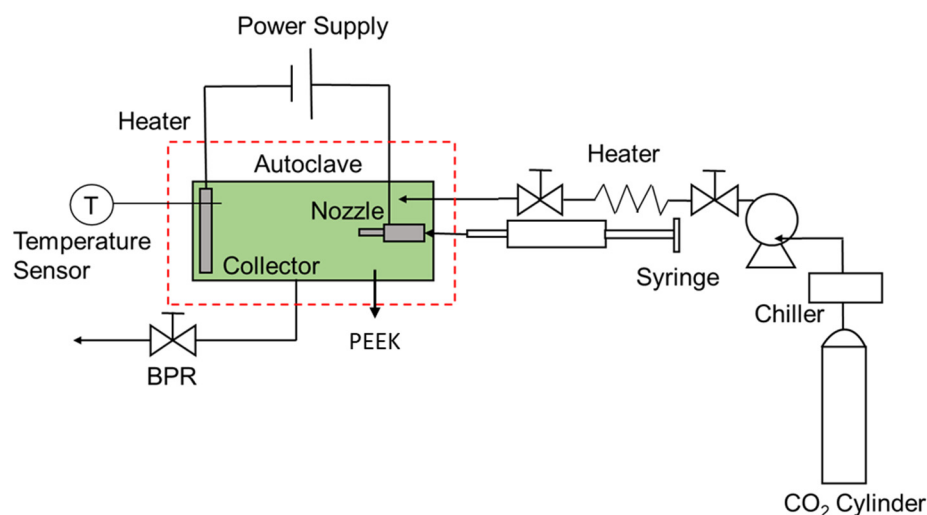 Power Supply
Heater
Autoclave
Heater
Nozzle
T
Temperature
Sensor
Collector
Syringe
Chiller
PEEK
BPR
CO₂ Cylinder